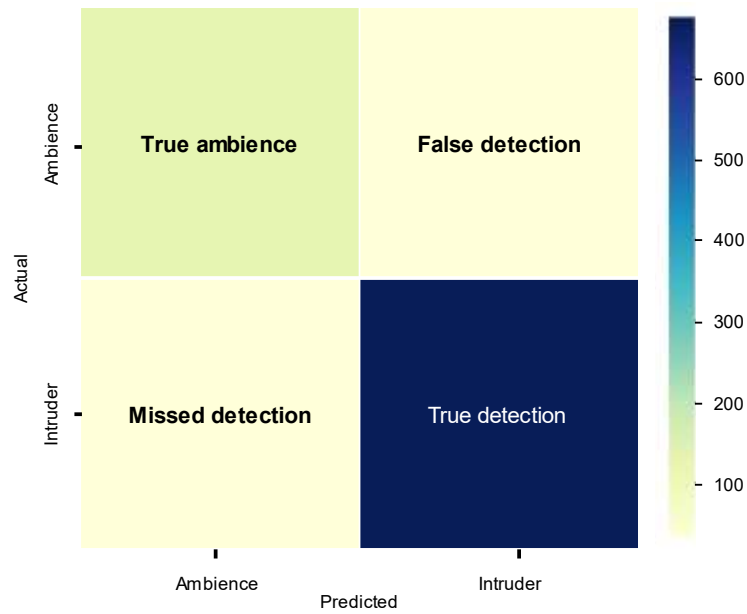 Actual
Ambience
Intruder
True ambience
False detection
Missed detection
True detection
Ambience
Intruder
Predicted
600
500
400
300
200
100